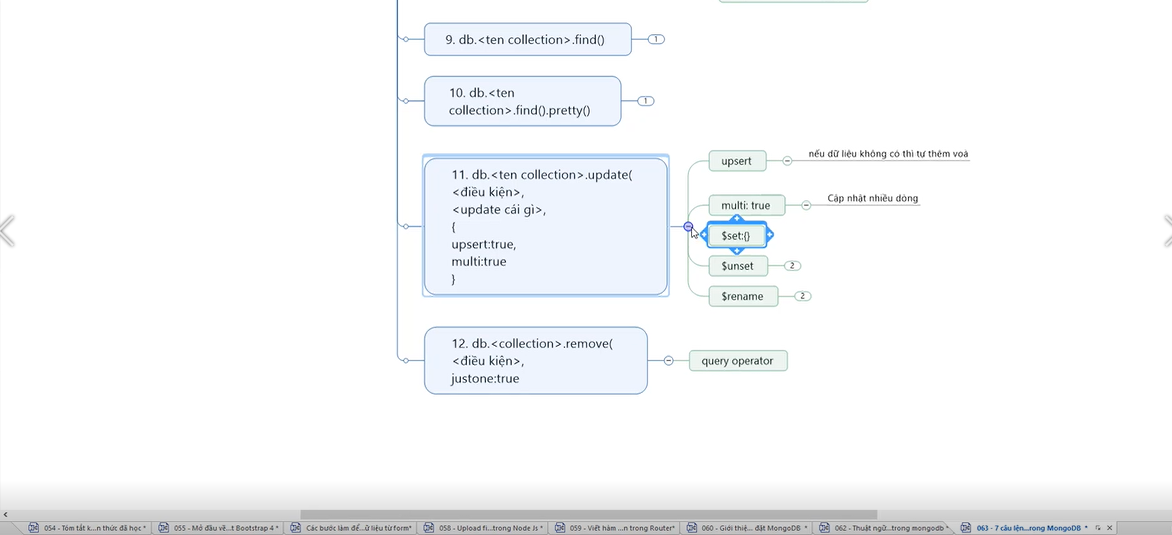 9. db.<ten collection>.find()
1
10. db.<ten
collection>.find().pretty()
1
11. db.<ten collection>.update(
<điều kiện>,
<update cái gì>,
{
upsert:true,
multi:true
}
upsert
nếu dữ liệu không có thì tự thêm voà
multi: true
Cập nhật nhiều dòng
$set:{}
$unset
2
$rename
2
12. db.<collection>.remove(
<điều kiện>,
justone:true
query operator
054 - Tóm tắt k...n thức đã học *
055 - Mở đầu về...t Bootstrap 4 *
Các bước làm để...ữ liệu từ form*
058 - Upload fi...trong Node Js *
059 - Viết hàm ...n trong Router*
060 - Giới thiệ... đặt MongoDB *
062 - Thuật ngữ...trong mongodb *
063 - 7 câu lện...rong MongoDB *